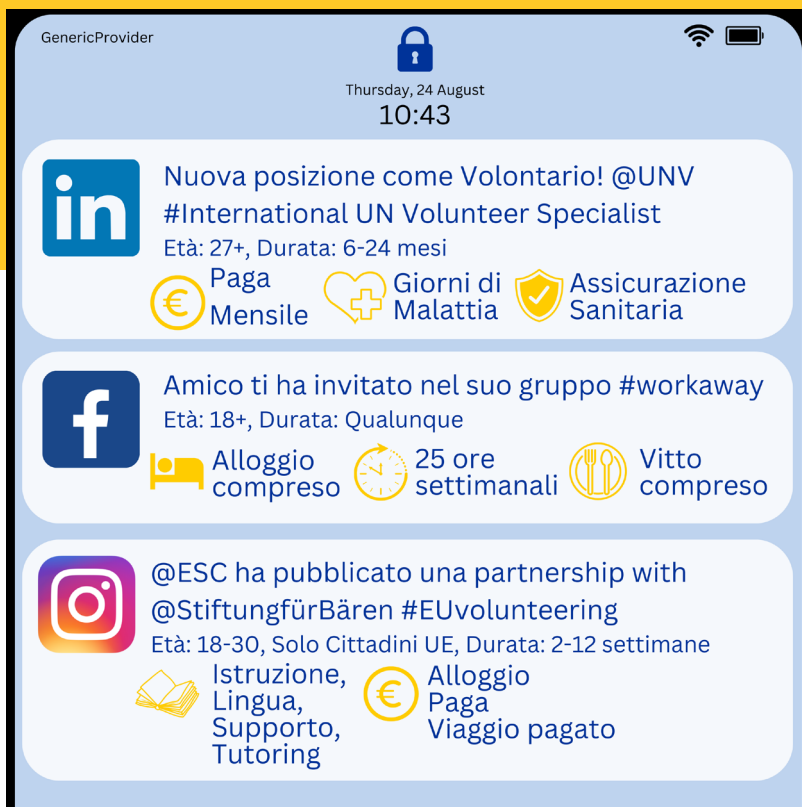 GenericProvider
Thursday, 24 August
10:43
in
Nuova posizione come Volontario! @UNV
#International UN Volunteer Specialist
Età: 27+, Durata: 6-24 mesi
€
Paga
Mensile
Giorni di
Malattia
Assicurazione
Sanitaria
f
Amico ti ha invitato nel suo gruppo #workaway
Età: 18+, Durata: Qualunque
Alloggio
compreso
25 ore
settimanali
Vitto
compreso
@ESC ha pubblicato una partnership with
@StiftungfürBären #EUvolunteering
Età: 18-30, Solo Cittadini UE, Durata: 2-12 settimane
Istruzione,
Lingua,
Supporto,
Tutoring
€
Alloggio
Paga
Viaggio pagato